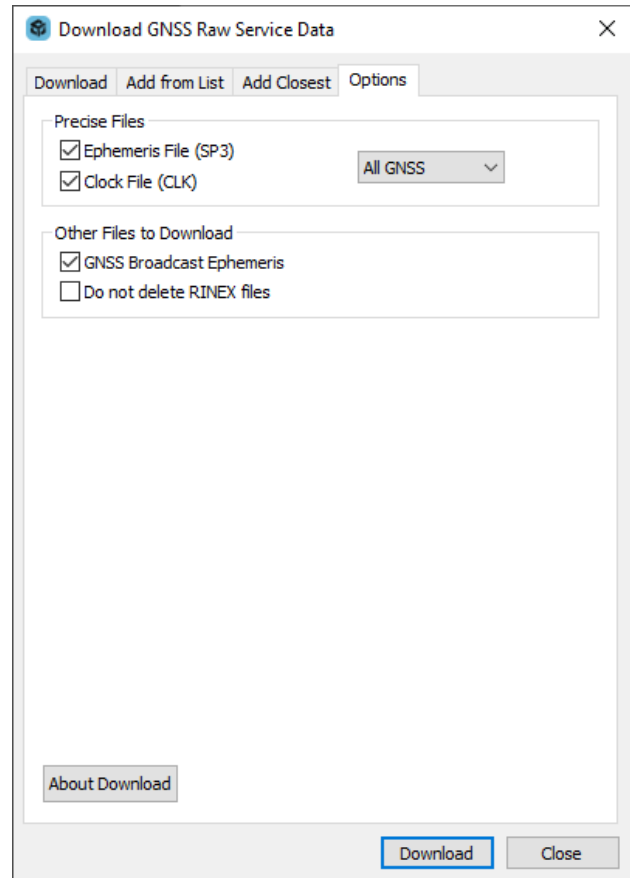 Download GNSS Raw Service Data
Download Add from List Add Closest Options
Precise Files
Ephemeris File (SP3)
All GNSS
Clock File (CLK)
Other Files to Download
GNSS Broadcast Ephemeris
Do not delete RINEX files
About Download
Download Close